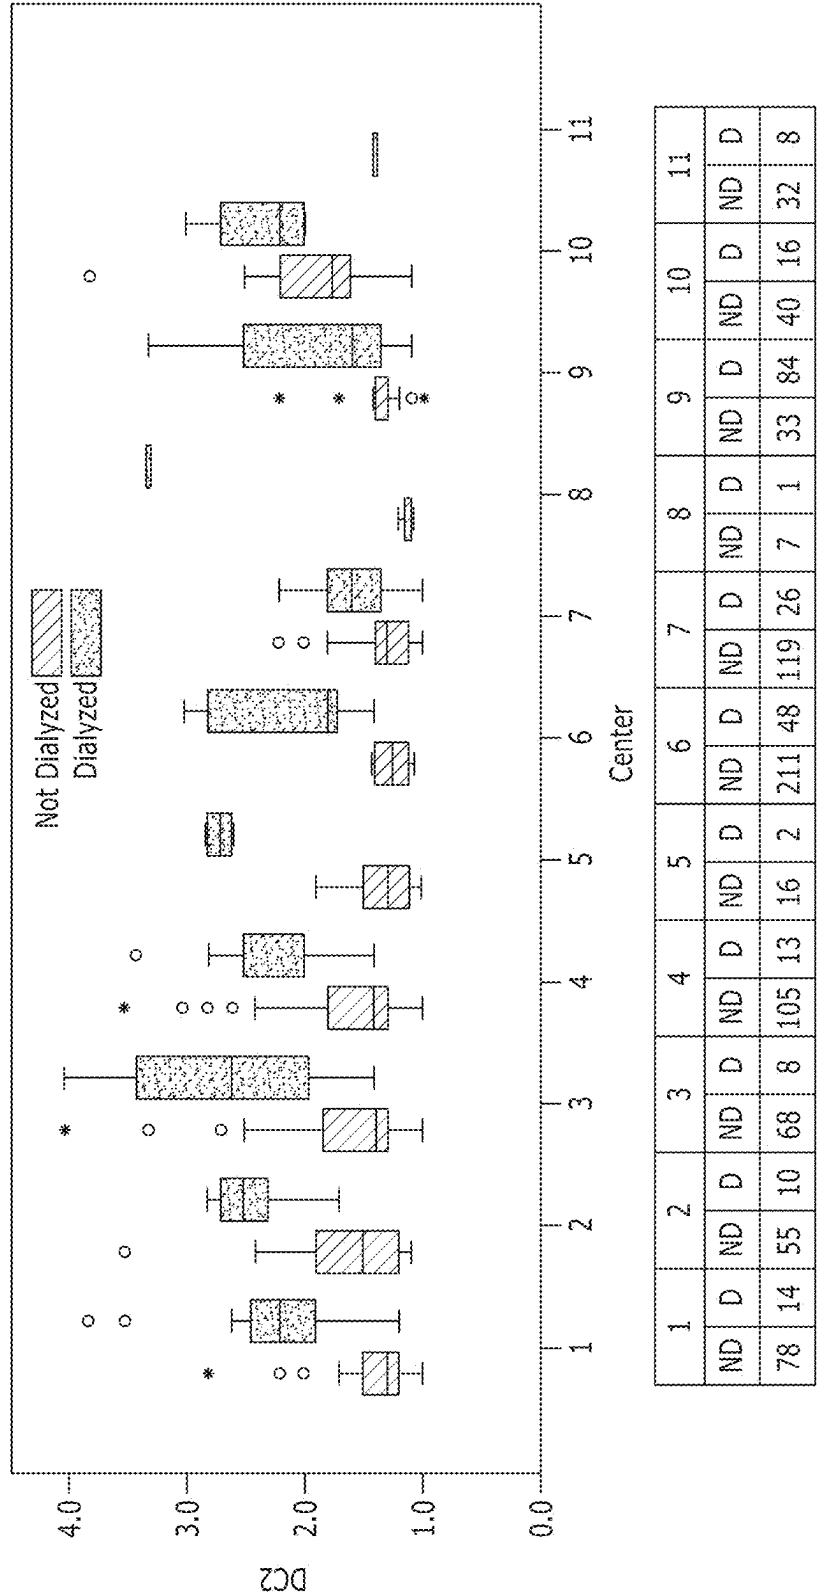 Not Dialyzed
Dialyzed
DC2
4.0
3.0
2.0
1.0
0.0
1 2 3 4 5 6 7 8 9 10 11
Center
1 2 3 4 5 6 7 8 9 10 11
ND D ND D ND D ND D ND D ND D ND D ND D ND D ND D ND D
78 14 55 10 68 8 105 13 16 2 211 48 119 26 7 1 33 84 40 16 32 8